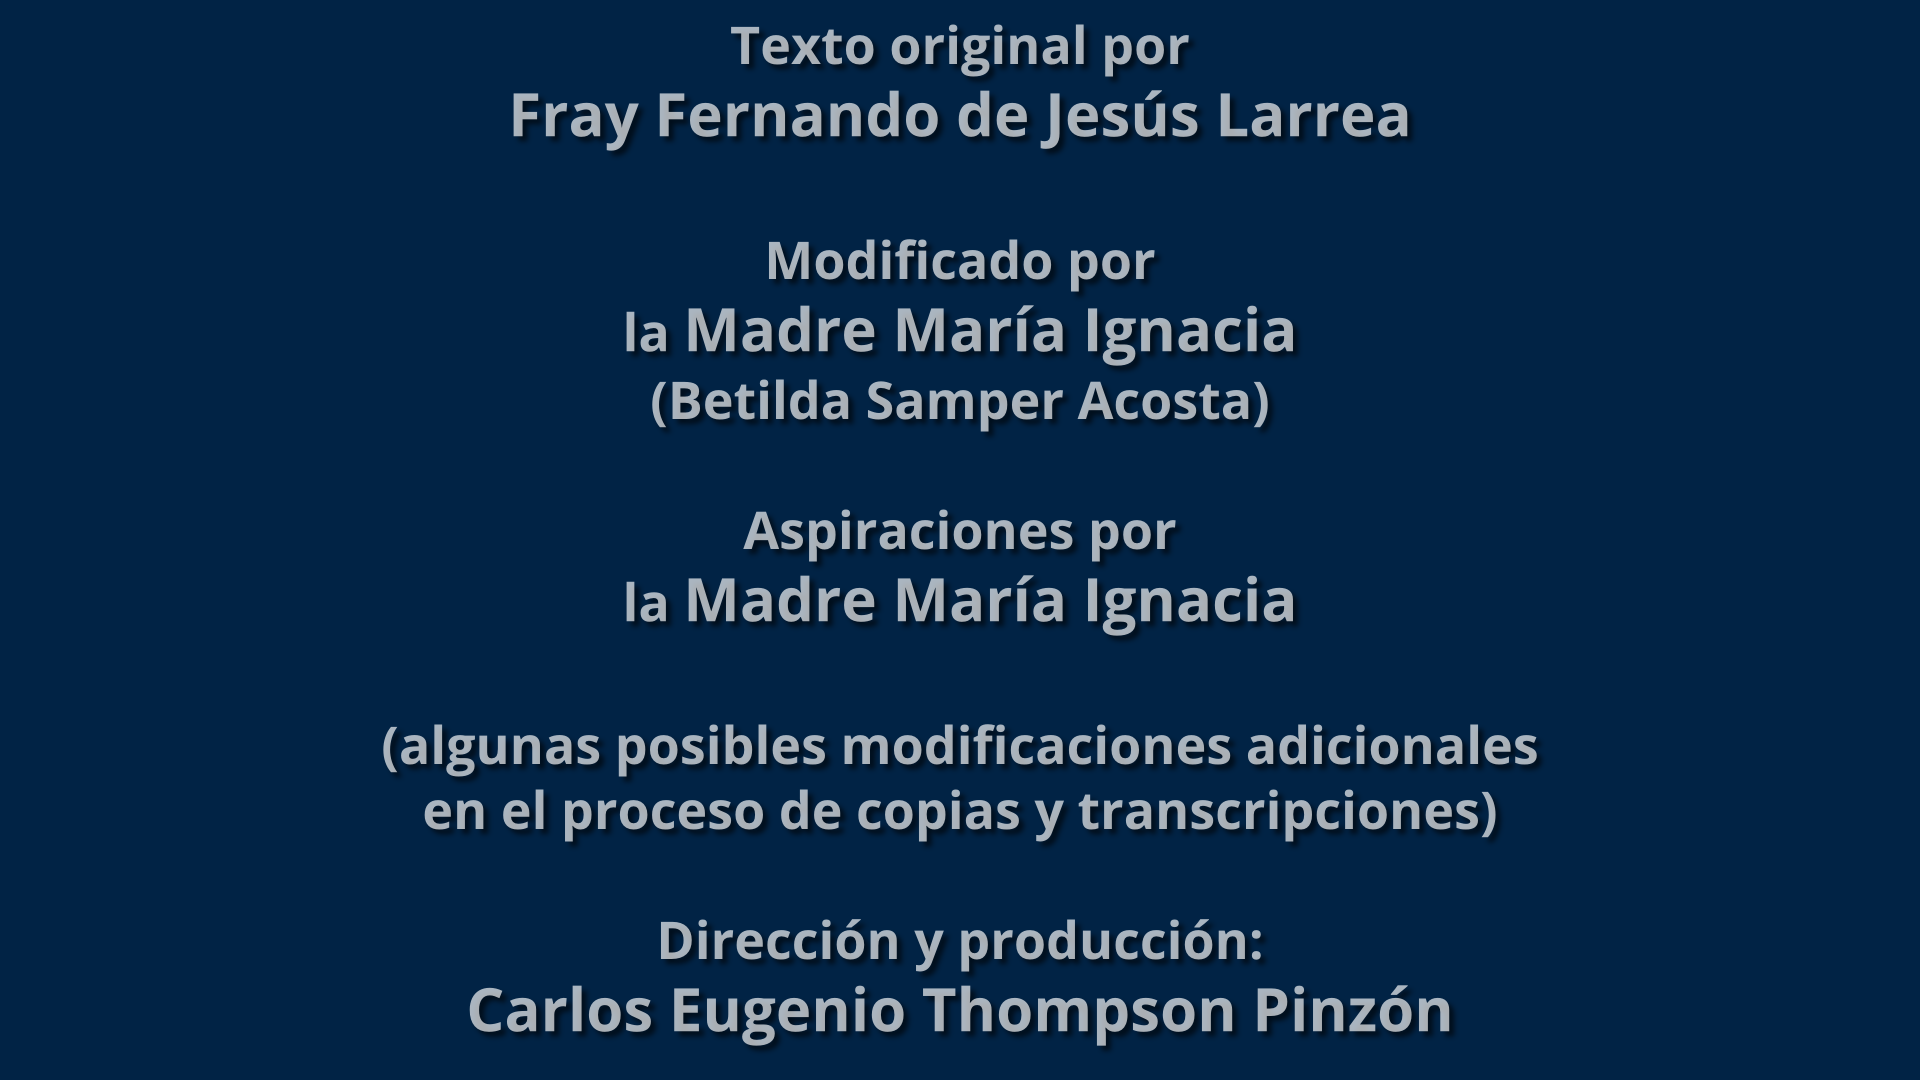 Texto original por
Fray Fernando de Jesús Larrea
Modificado por
la Madre María Ignacia
(Betilda Samper Acosta)
Aspiraciones por
la Madre María Ignacia
(algunas posibles modificaciones adicionales
en el proceso de copias y transcripciones)
Dirección y producción:
Carlos Eugenio Thompson Pinzón